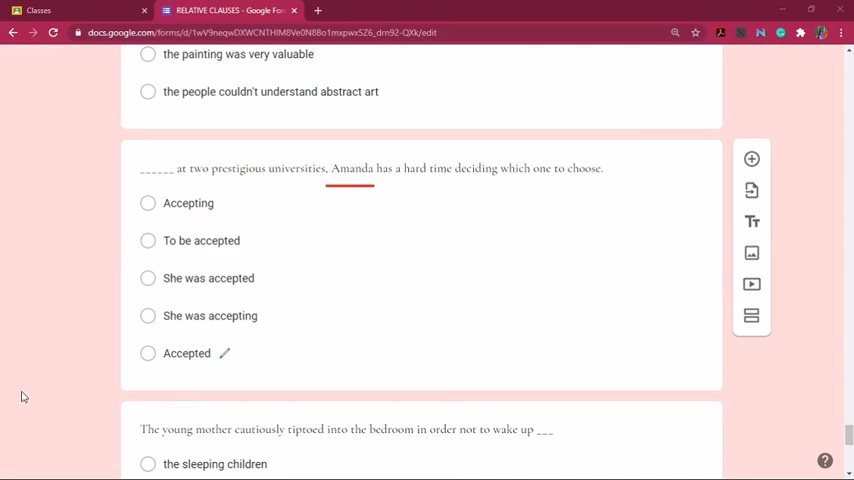 Classes
RELATIVE CLAUSES - Google Fo
docs.google.com/forms/d/1wV9neqwDXWCNTHIM8Ve0N88o1mxpwx5Z6_drn92-QXk/edit
the painting was very valuable
the people couldn't understand abstract art
______ at two prestigious universities, Amanda has a hard time deciding which one to choose.
Accepting
To be accepted
She was accepted
She was accepting
Accepted
The young mother cautiously tiptoed into the bedroom in order not to wake up ___
the sleeping children